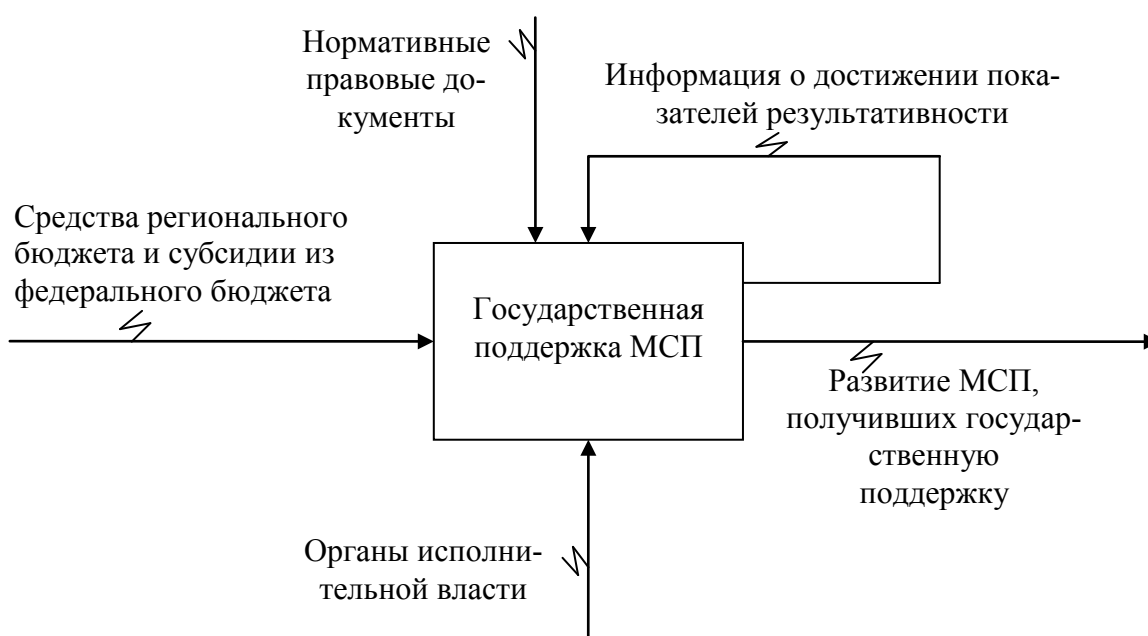 Нормативные
правовые до-
кументы
Информация о достижении пока-
зателей результативности
Средства регионального
бюджета и субсидии из
федерального бюджета
Государственная
поддержка МСП
Развитие МСП,
получивших государ-
ственную
поддержку
Органы исполни-
тельной власти